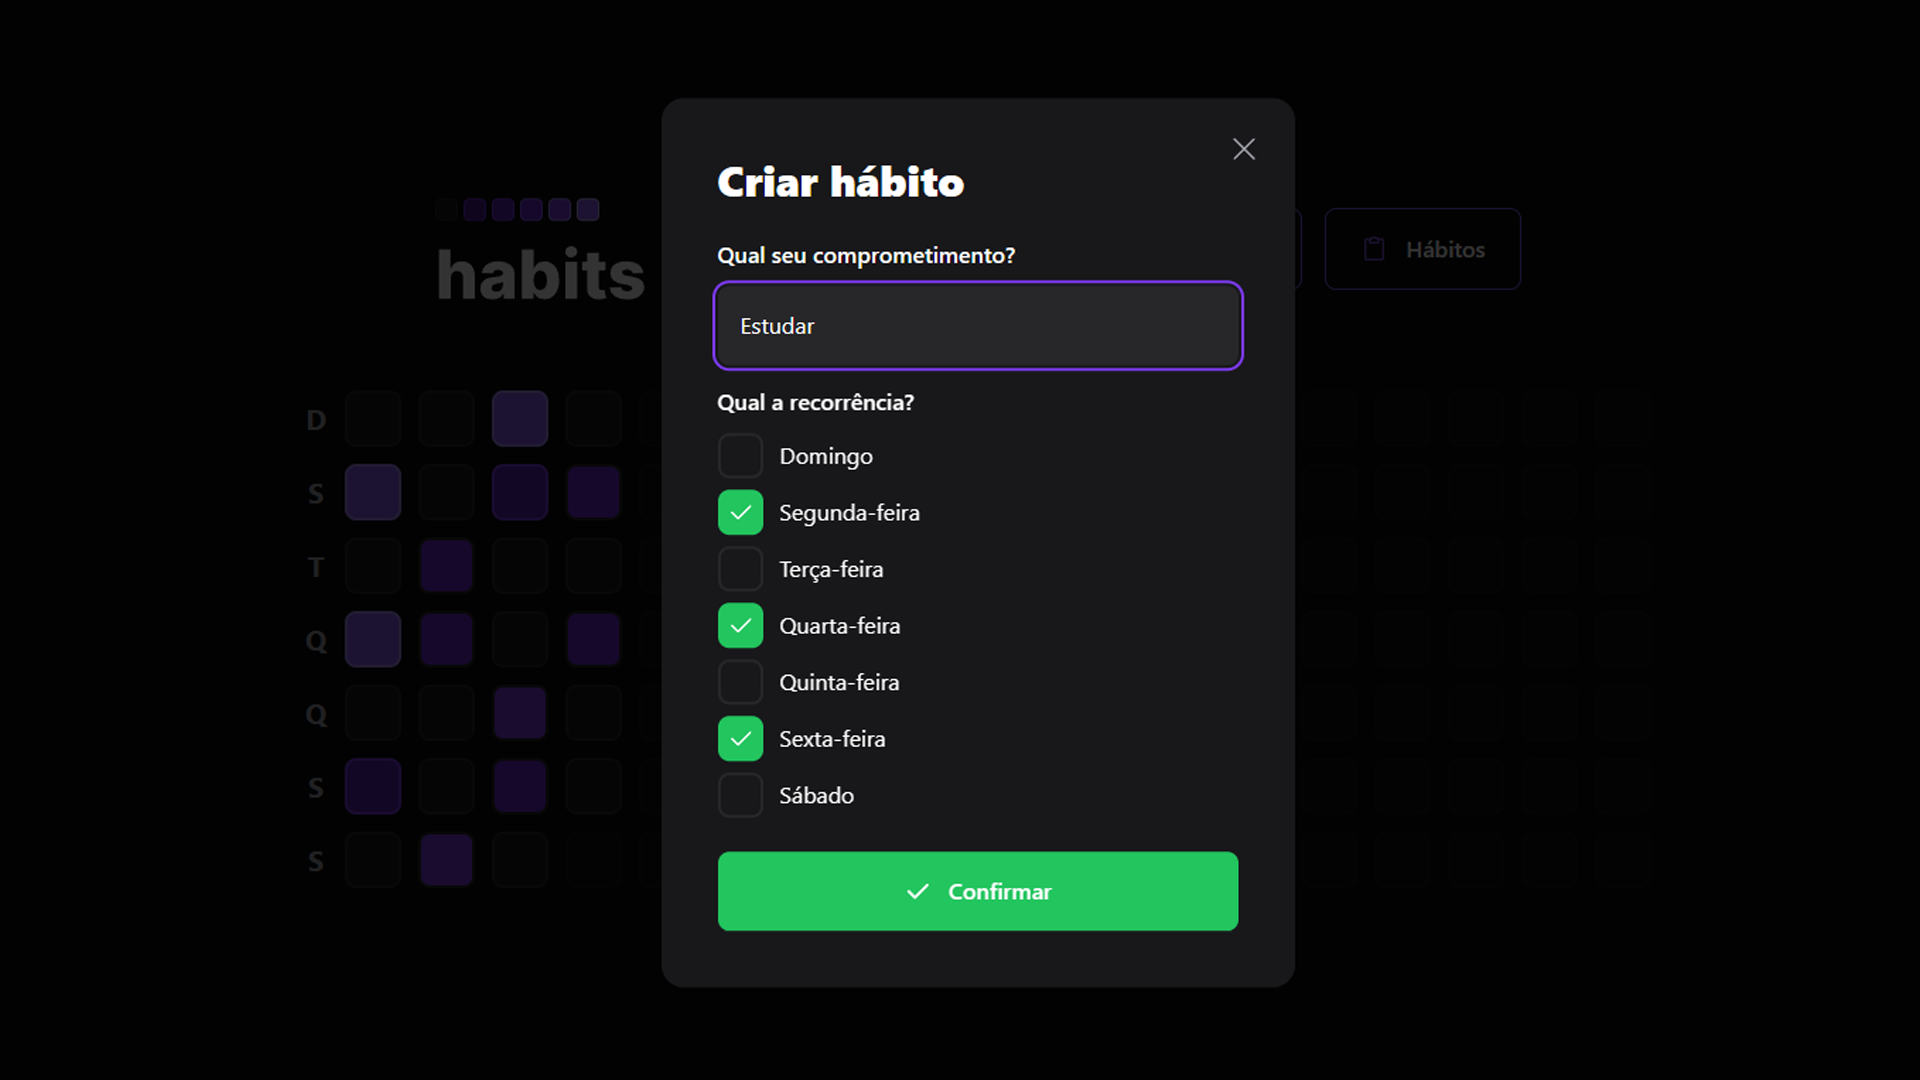 Criar hábito
habits
Hábitos
Qual seu comprometimento?
Estudar
Qual a recorrência?
Domingo
Segunda-feira
Terça-feira
Quarta-feira
Quinta-feira
Sexta-feira
Sábado
Confirmar
D
S
T
Q
Q
S
S